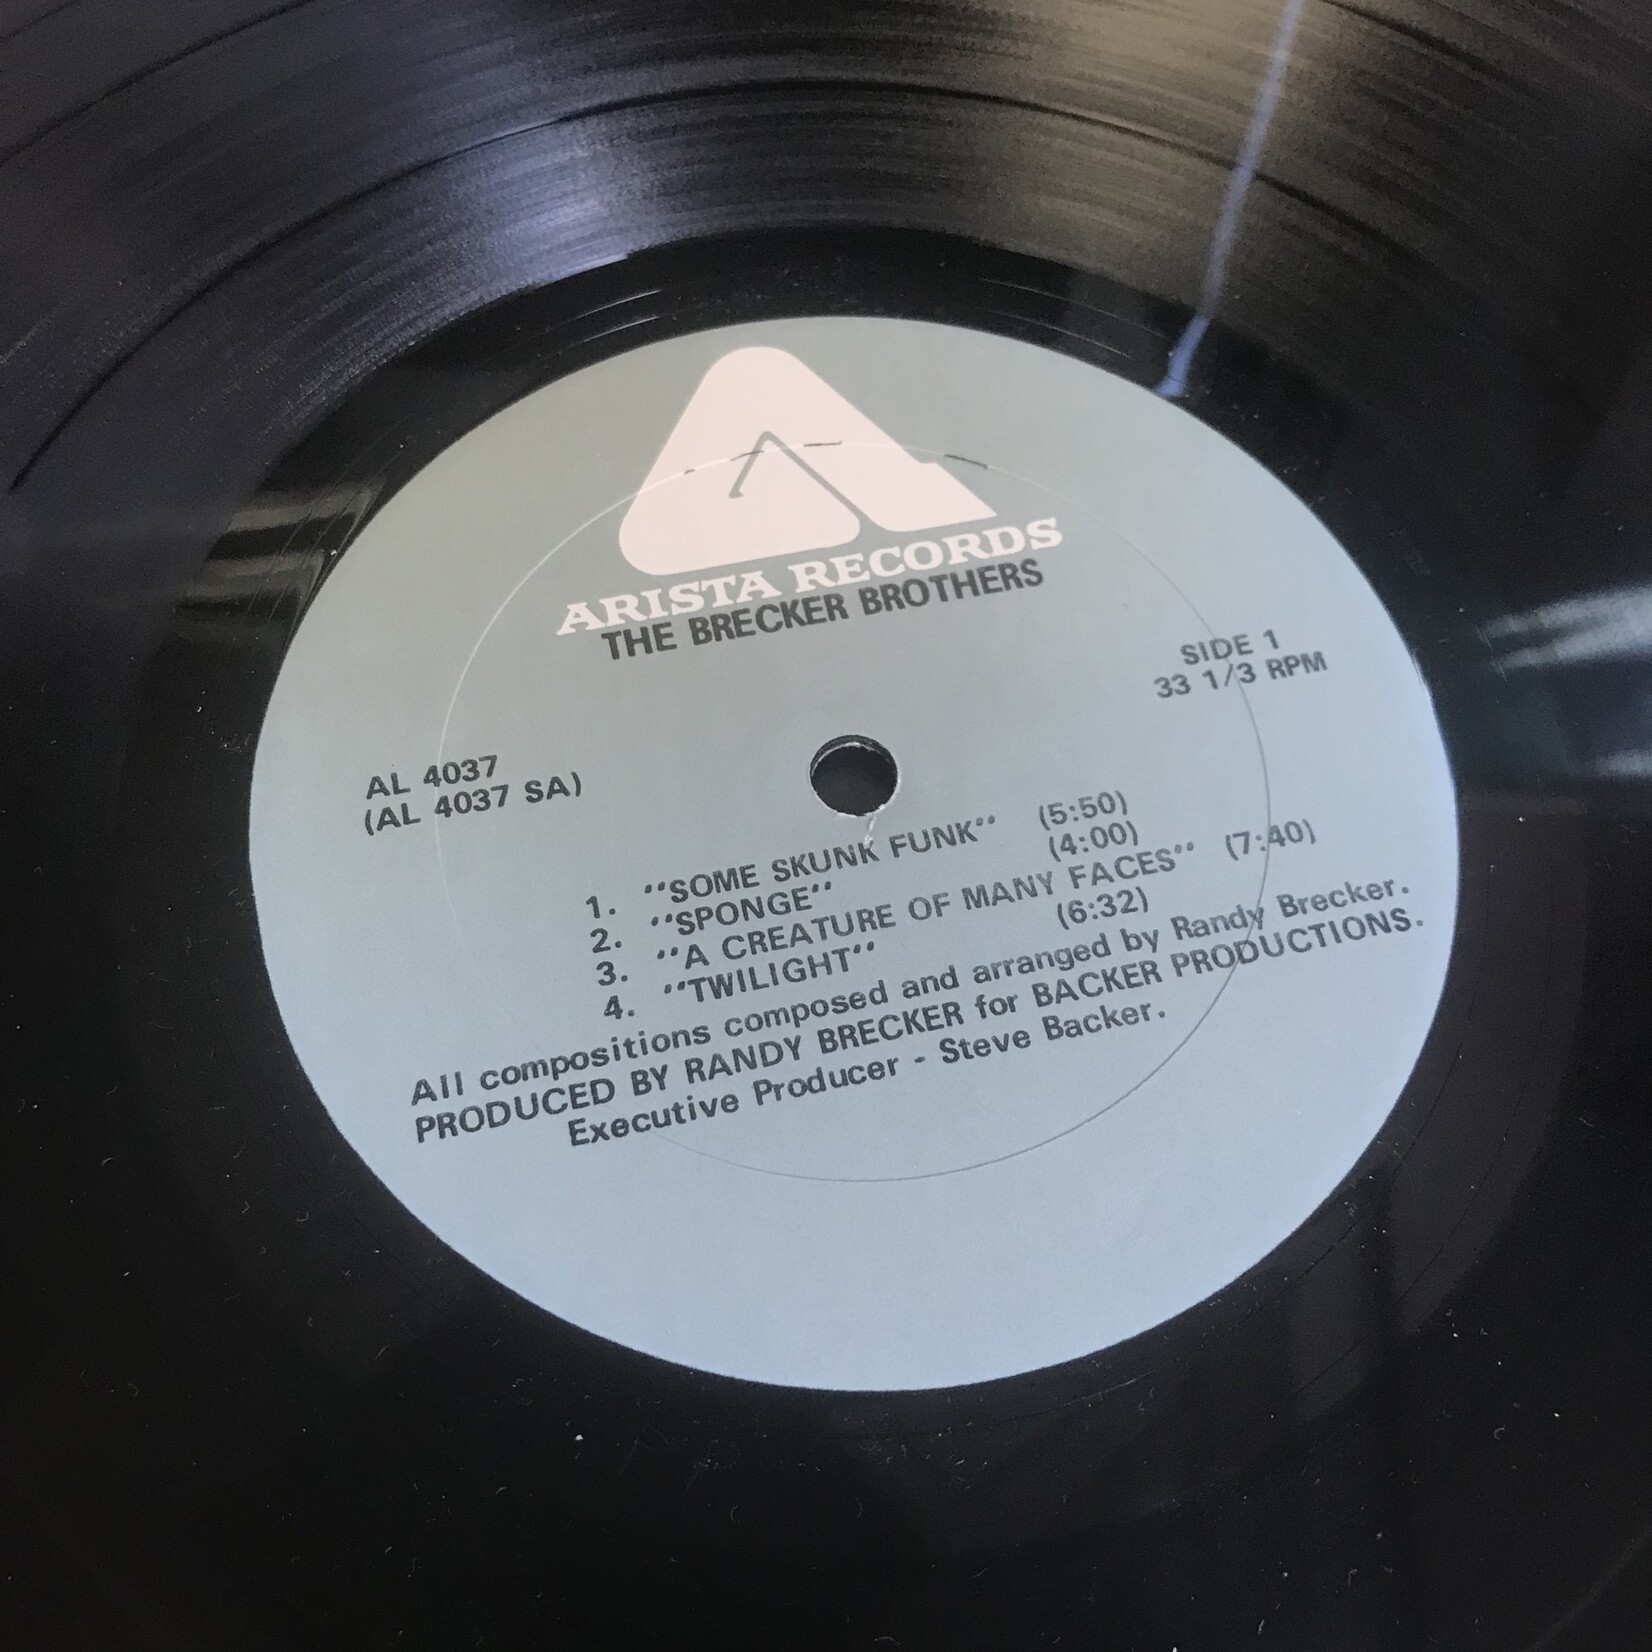 ARISTA RECORDS
THE BRECKER BROTHERS
SIDE 1
33 1/3 RPM
AL 4037
(AL 4037 SA)
1. "SOME SKUNK FUNK" (5:50)
2. "SPONGE" (4:00)
3. "A CREATURE OF MANY FACES" (7:40)
4. "TWILIGHT" (6:32)
All compositions composed and arranged by Randy Brecker.
PRODUCED BY RANDY BRECKER for BACKER PRODUCTIONS.
Executive Producer - Steve Backer.